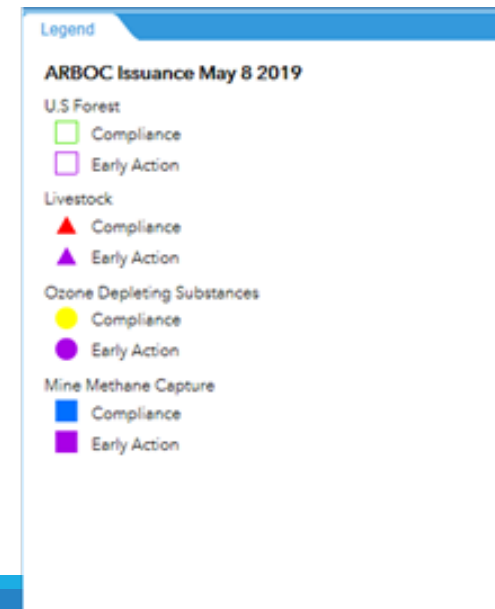 Legend
ARBOC Issuance May 8 2019
U.S Forest
Compliance
Early Action
Livestock
Compliance
Early Action
Ozone Depleting Substances
Compliance
Early Action
Mine Methane Capture
Compliance
Early Action